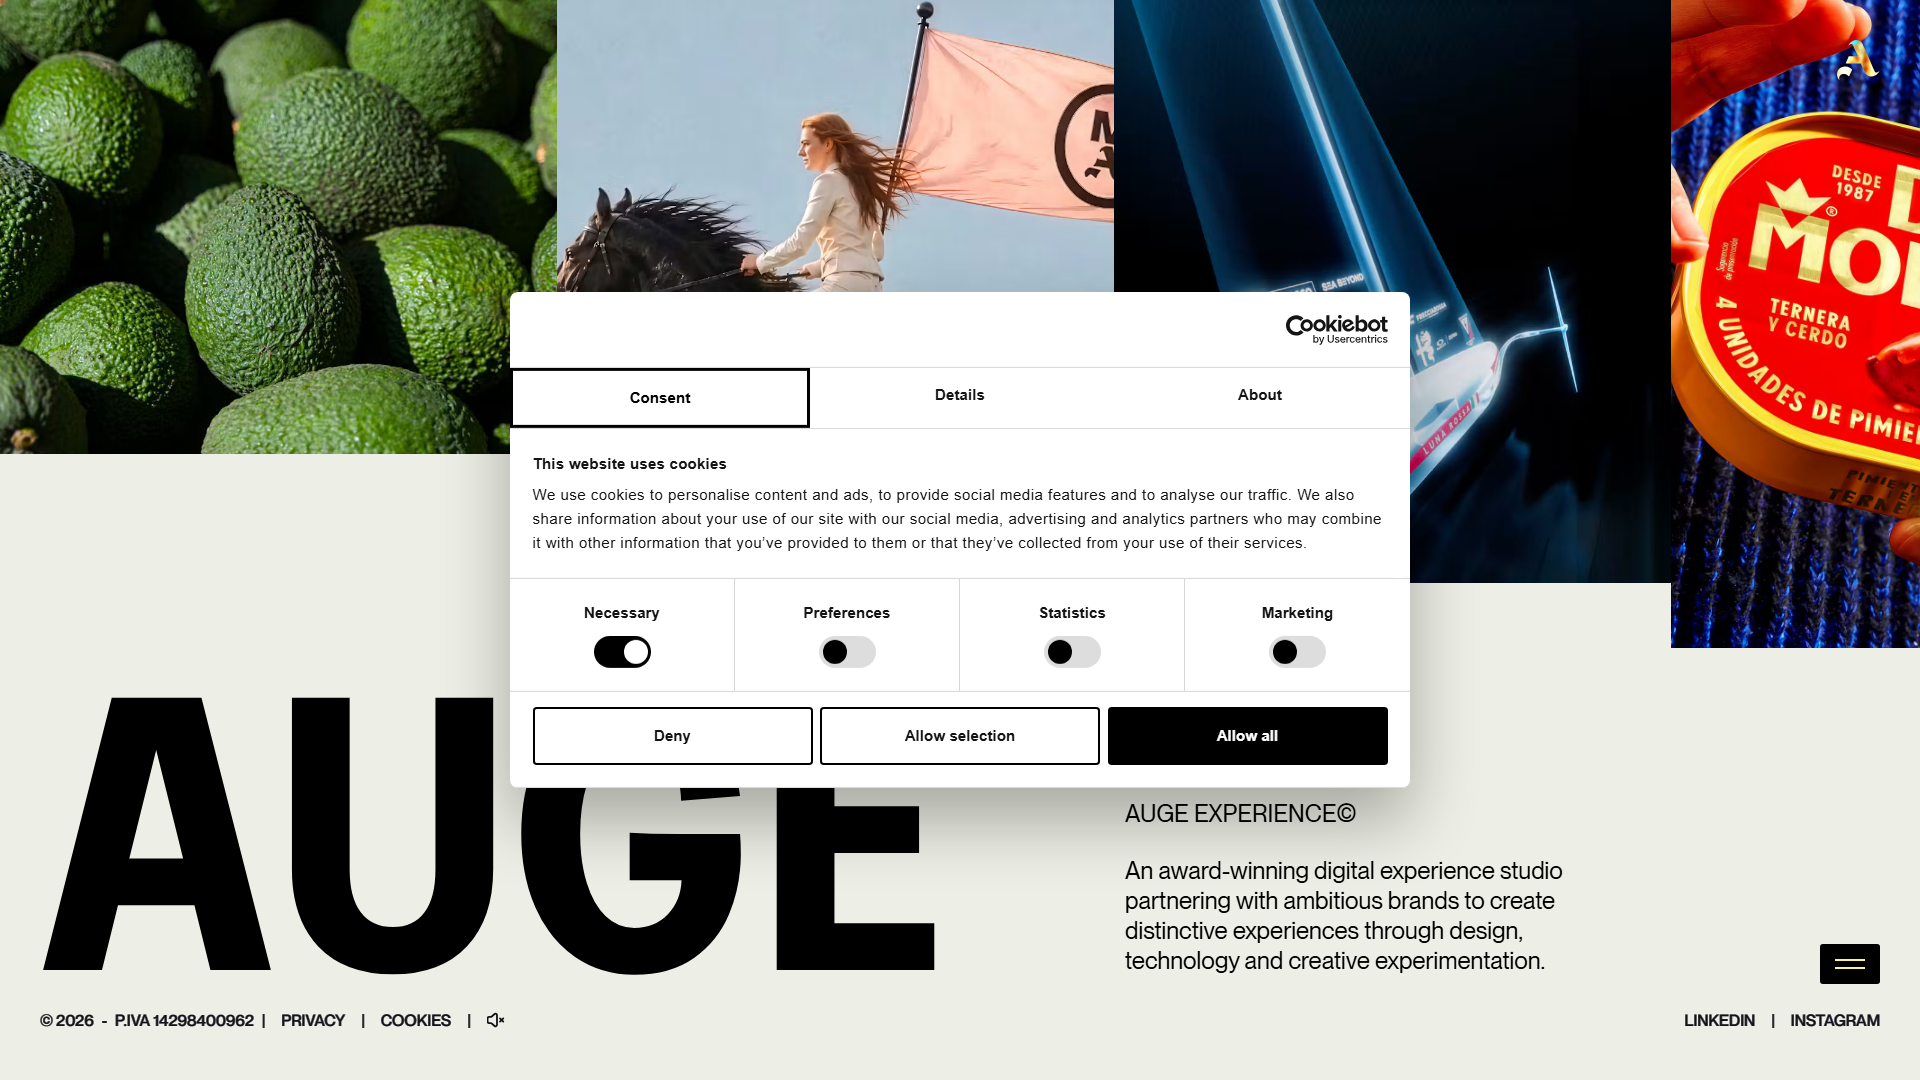 DESDE
1987
MO
®
TERNERA
Y CERDO
4 UNIDADES DE PIMIE
SEA BEYOND
LUNA ROSSA
Cookiebot
by Usercentrics
Consent
Details
About
This website uses cookies
We use cookies to personalise content and ads, to provide social media features and to analyse our traffic. We also
share information about your use of our site with our social media, advertising and analytics partners who may combine
it with other information that you’ve provided to them or that they’ve collected from your use of their services.
Necessary
Preferences
Statistics
Marketing
Deny
Allow selection
Allow all
AUGE
AUGE EXPERIENCE©
An award-winning digital experience studio
partnering with ambitious brands to create
distinctive experiences through design,
technology and creative experimentation.
© 2026 - P.IVA 14298400962 | PRIVACY | COOKIES |
LINKEDIN | INSTAGRAM